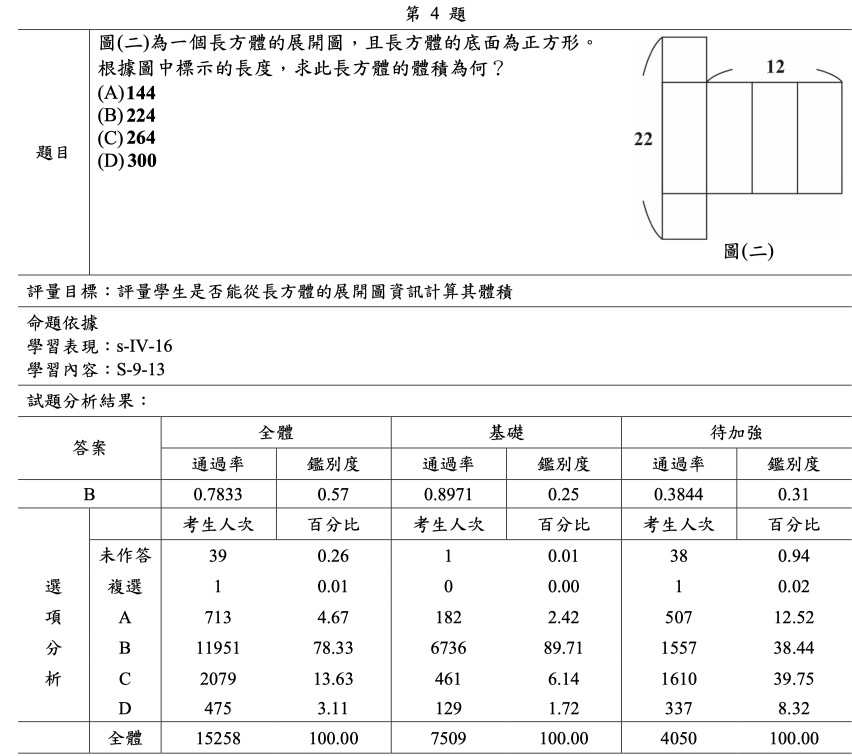 第 4 題
題目
圖(二)為一個長方體的展開圖，且長方體的底面為正方形。
根據圖中標示的長度，求此長方體的體積為何？
(A)144
(B)224
(C)264
(D)300
12
22
圖(二)
評量目標：評量學生是否能從長方體的展開圖資訊計算其體積
命題依據
學習表現：s-IV-16
學習內容：S-9-13
試題分析結果：
答案 全體 基礎 待加強
通過率 鑑別度 通過率 鑑別度 通過率 鑑別度
B 0.7833 0.57 0.8971 0.25 0.3844 0.31
選項分析
考生人次 百分比 考生人次 百分比 考生人次 百分比
未作答 39 0.26 1 0.01 38 0.94
複選 1 0.01 0 0.00 1 0.02
A 713 4.67 182 2.42 507 12.52
B 11951 78.33 6736 89.71 1557 38.44
C 2079 13.63 461 6.14 1610 39.75
D 475 3.11 129 1.72 337 8.32
全體 15258 100.00 7509 100.00 4050 100.00